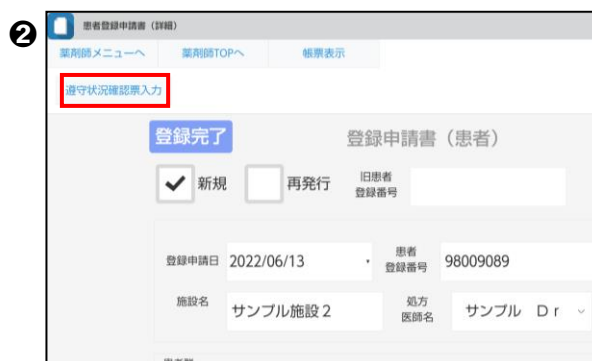 ❷
患者登録申請書（詳細）
薬剤師メニューへ 薬剤師TOPへ 帳票表示
遵守状況確認票入力
登録完了 登録申請書（患者）
✔ 新規 再発行 旧患者
登録番号
登録申請日 2022/06/13 患者
登録番号 98009089
施設名 サンプル施設２ 処方
医師名 サンプル　Ｄｒ